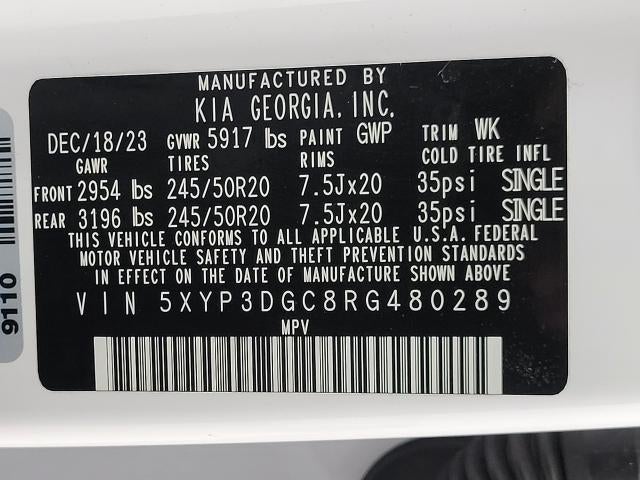 MANUFACTURED BY
KIA GEORGIA, INC.
DEC/18/23 GVWR 5917 lbs PAINT GWP TRIM WK
GAWR TIRES RIMS COLD TIRE INFL
FRONT 2954 lbs 245/50R20 7.5Jx20 35psi SINGLE
REAR 3196 lbs 245/50R20 7.5Jx20 35psi SINGLE
THIS VEHICLE CONFORMS TO ALL APPLICABLE U.S.A. FEDERAL
MOTOR VEHICLE SAFETY AND THEFT PREVENTION STANDARDS
IN EFFECT ON THE DATE OF MANUFACTURE SHOWN ABOVE
VIN 5XYP3DGC8RG480289
MPV
9110